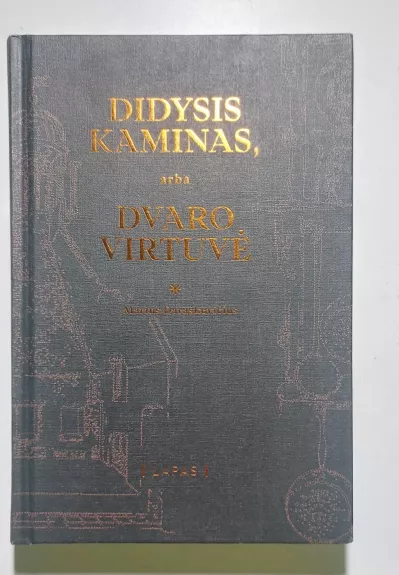 DIDYSIS
KAMINAS,
arba
DVARO
VIRTUVĖ
*
LAPAS